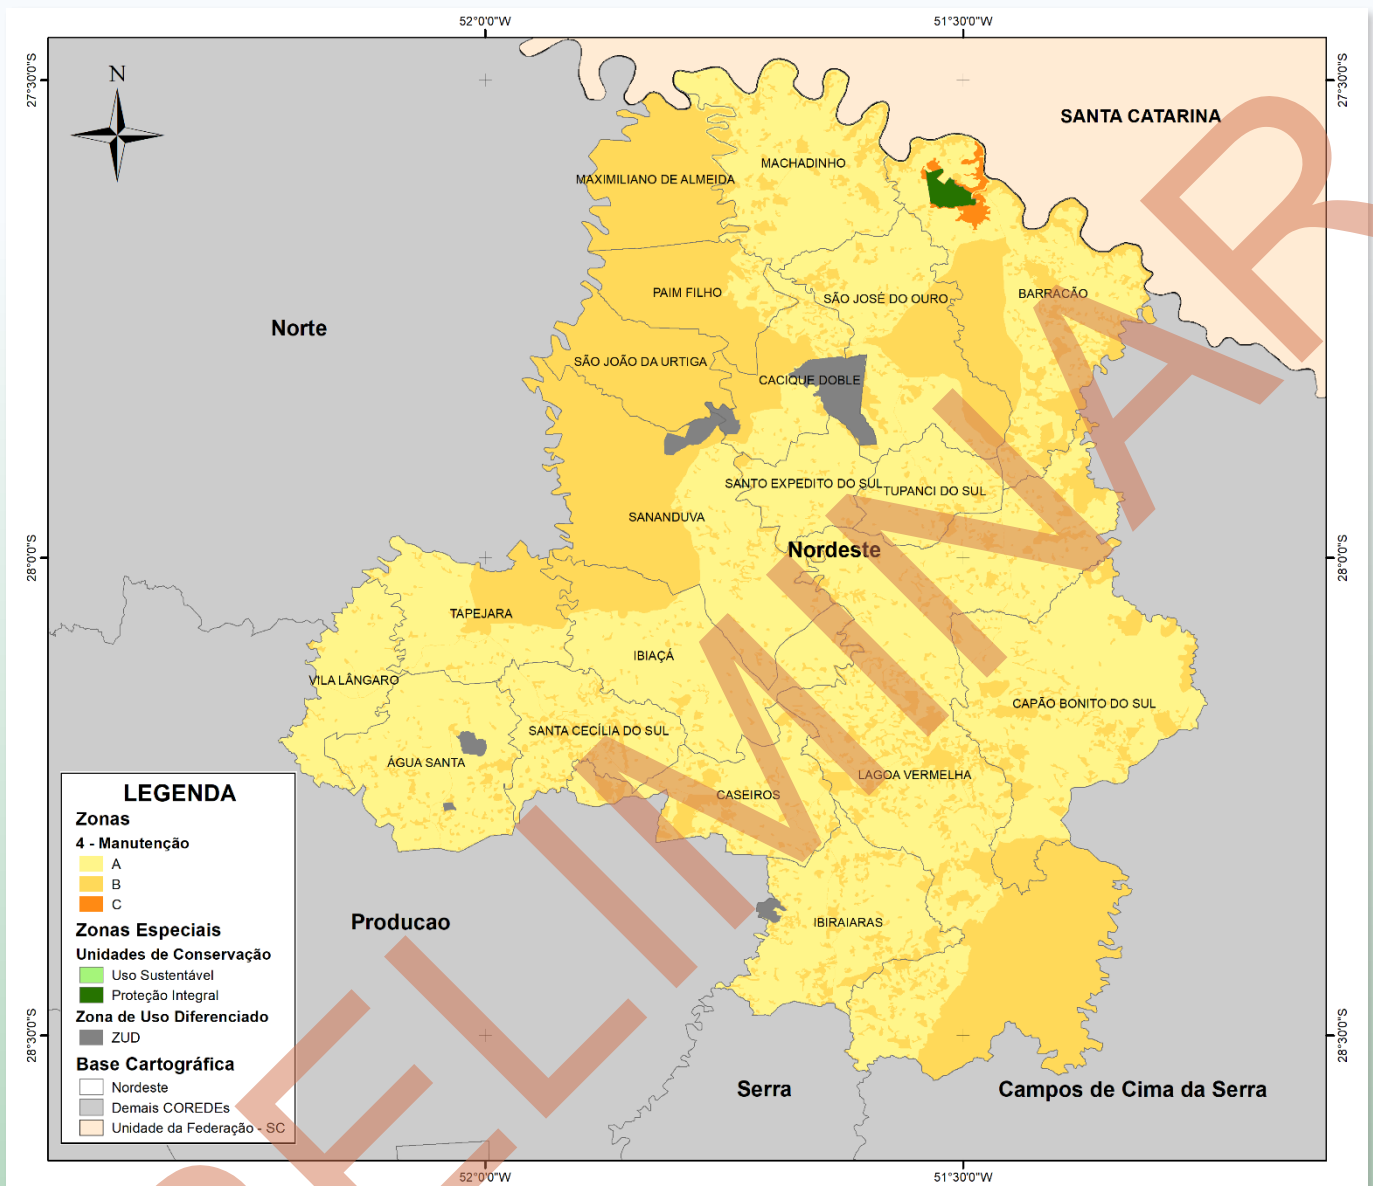 52°0'0"W
51°30'0"W
27°30'0"S
27°30'0"S
N
SANTA CATARINA
MACHADINHO
MAXIMILIANO DE ALMEIDA
PAIM FILHO
SÃO JOSÉ DO OURO
BARRACÃO
Norte
SÃO JOÃO DA URTIGA
CACIQUE DOBLE
SANTO EXPEDITO DO SUL
TUPANCI DO SUL
SANANDUVA
Nordeste
28°0'0"S
28°0'0"S
TAPEJARA
IBIAÇÁ
VILA LÂNGARO
CAPÃO BONITO DO SUL
SANTA CECÍLIA DO SUL
ÁGUA SANTA
LAGOA VERMELHA
CASEIROS
IBIRAIARAS
Producao
Serra
Campos de Cima da Serra
28°30'0"S
28°30'0"S
LEGENDA
Zonas
4 - Manutenção
A
B
C
Zonas Especiais
Unidades de Conservação
Uso Sustentável
Proteção Integral
Zona de Uso Diferenciado
ZUD
Base Cartográfica
Nordeste
Demais COREDEs
Unidade da Federação - SC
52°0'0"W
51°30'0"W
RELIMINAR